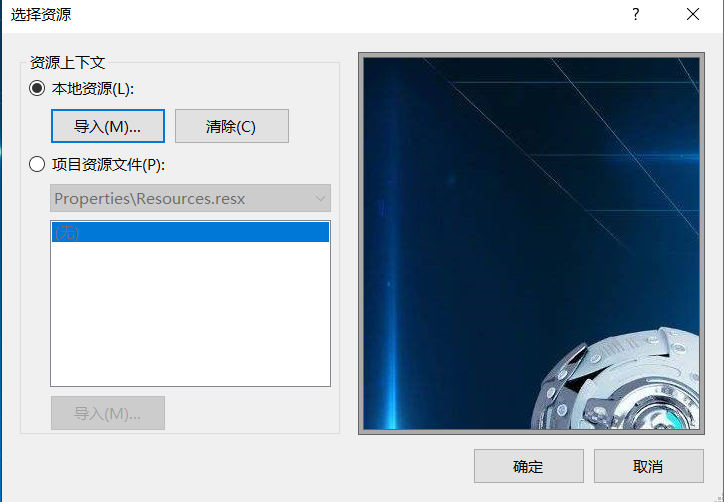 选择资源
资源上下文
本地资源(L):
导入(M)...
清除(C)
项目资源文件(P):
Properties\Resources.resx
(无)
导入(M)...
确定
取消